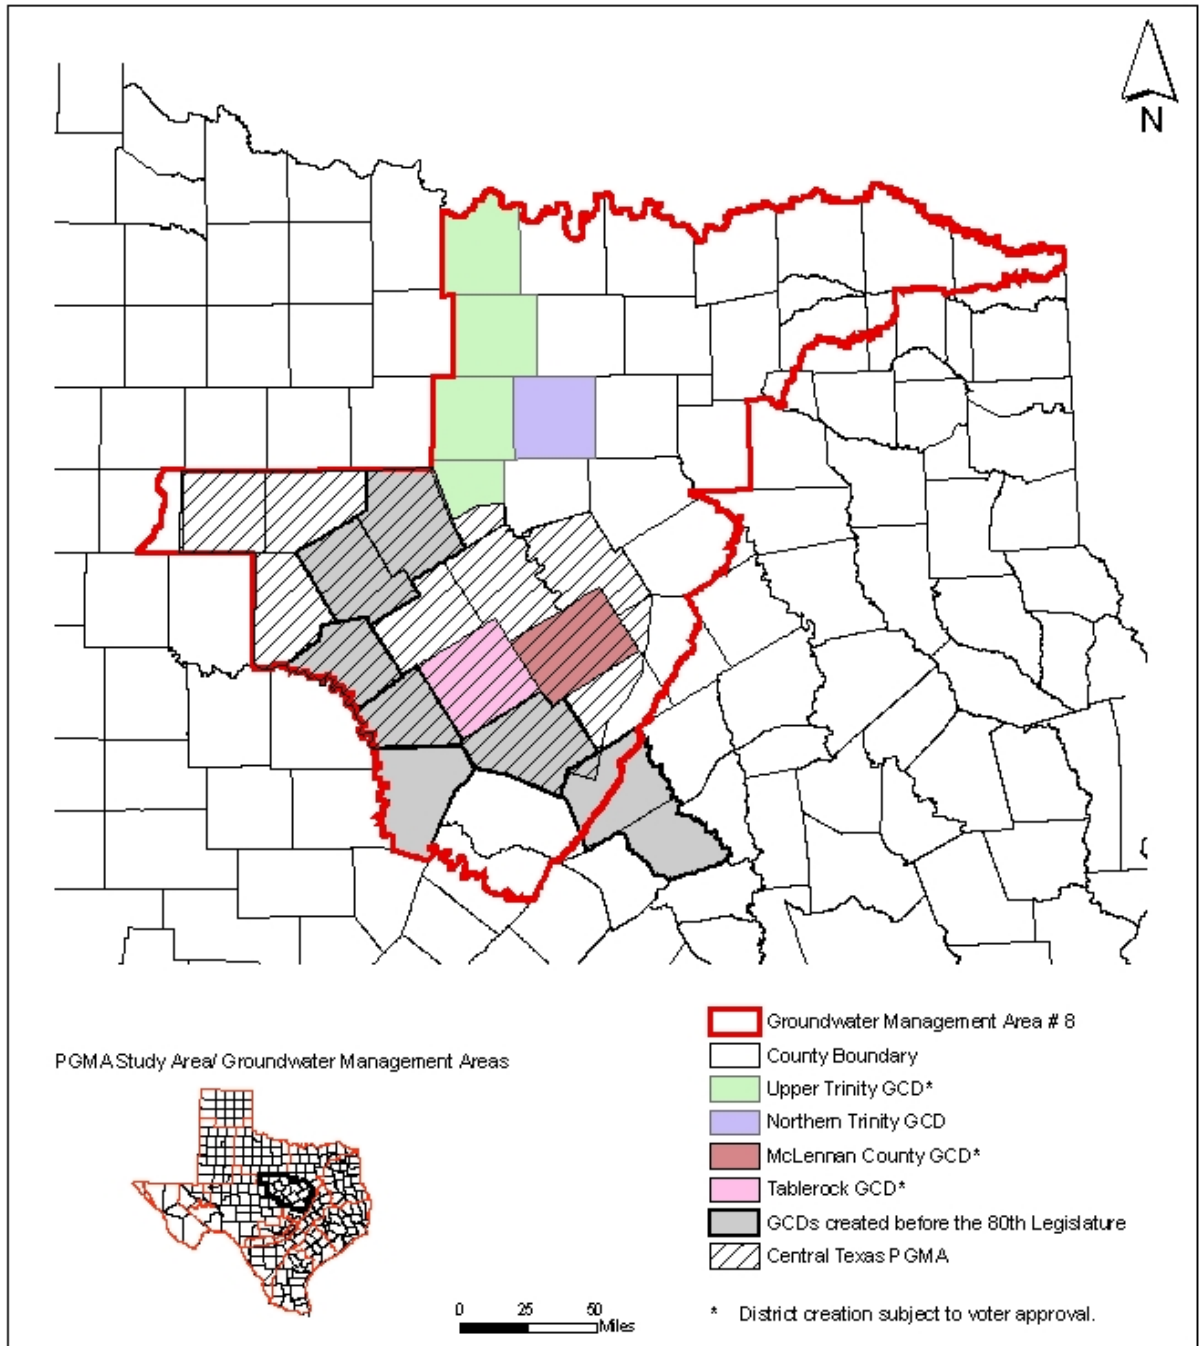 N
Groundwater Management Area # 8
County Boundary
Upper Trinity GCD*
Northern Trinity GCD
McLennan County GCD*
Tablerock GCD*
GCDs created before the 80th Legislature
Central Texas PGMA
* District creation subject to voter approval.
PGMA Study Area/ Groundwater Management Areas
0 25 50
Miles